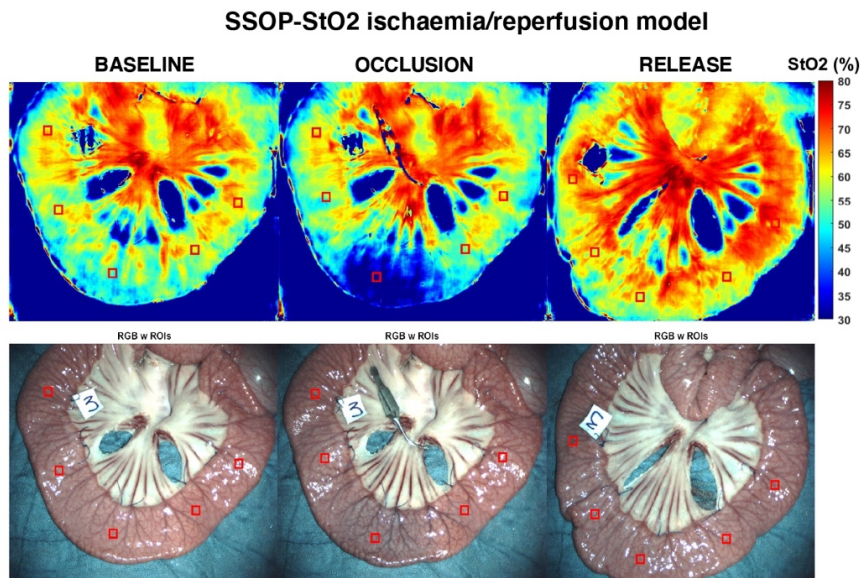 SSOP-StO2 ischaemia/reperfusion model
BASELINE
OCCLUSION
RELEASE
StO2 (%)
80
75
70
65
60
55
50
45
40
35
30
RGB w ROIs
RGB w ROIs
RGB w ROIs
3
3
3